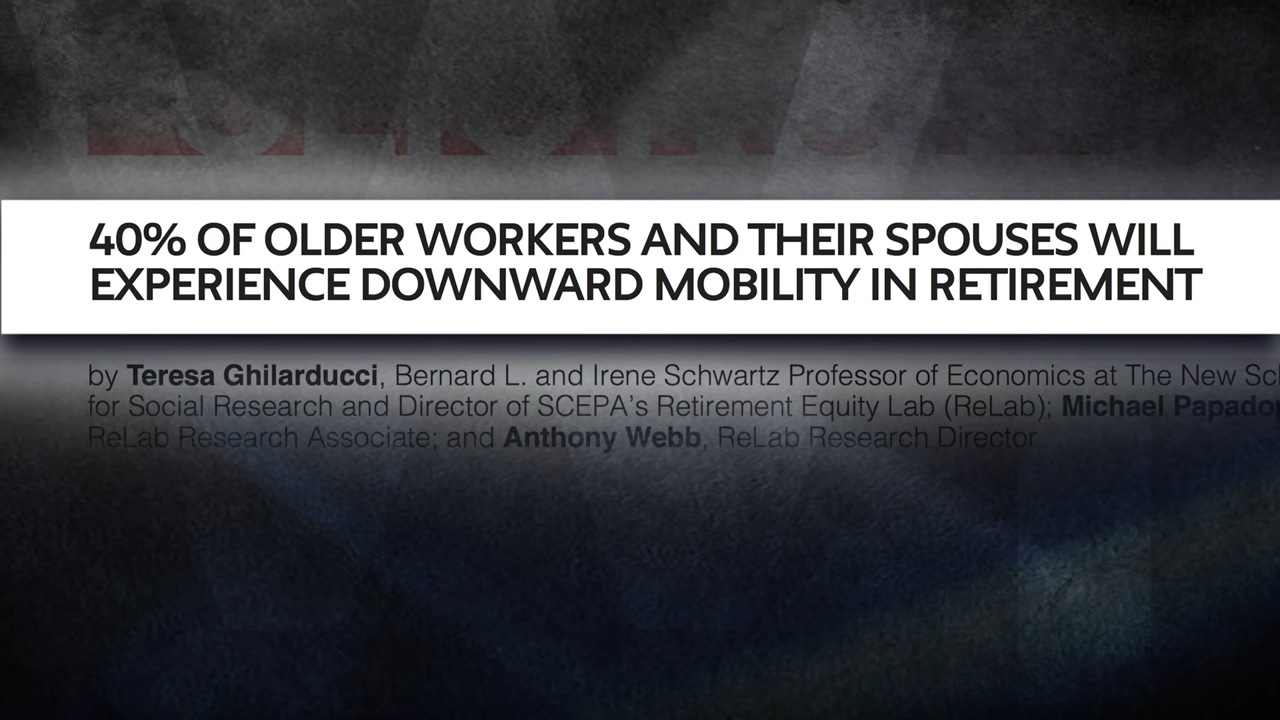 40% OF OLDER WORKERS AND THEIR SPOUSES WILL
EXPERIENCE DOWNWARD MOBILITY IN RETIREMENT
by Teresa Ghilarducci, Bernard L. and Irene Schwartz Professor of Economics at The New
for Social Research and Director of SCEPA's Retirement Equity Lab (ReLab); Michael
ReLab Research Associate; and Anthony Webb, ReLab Research Director